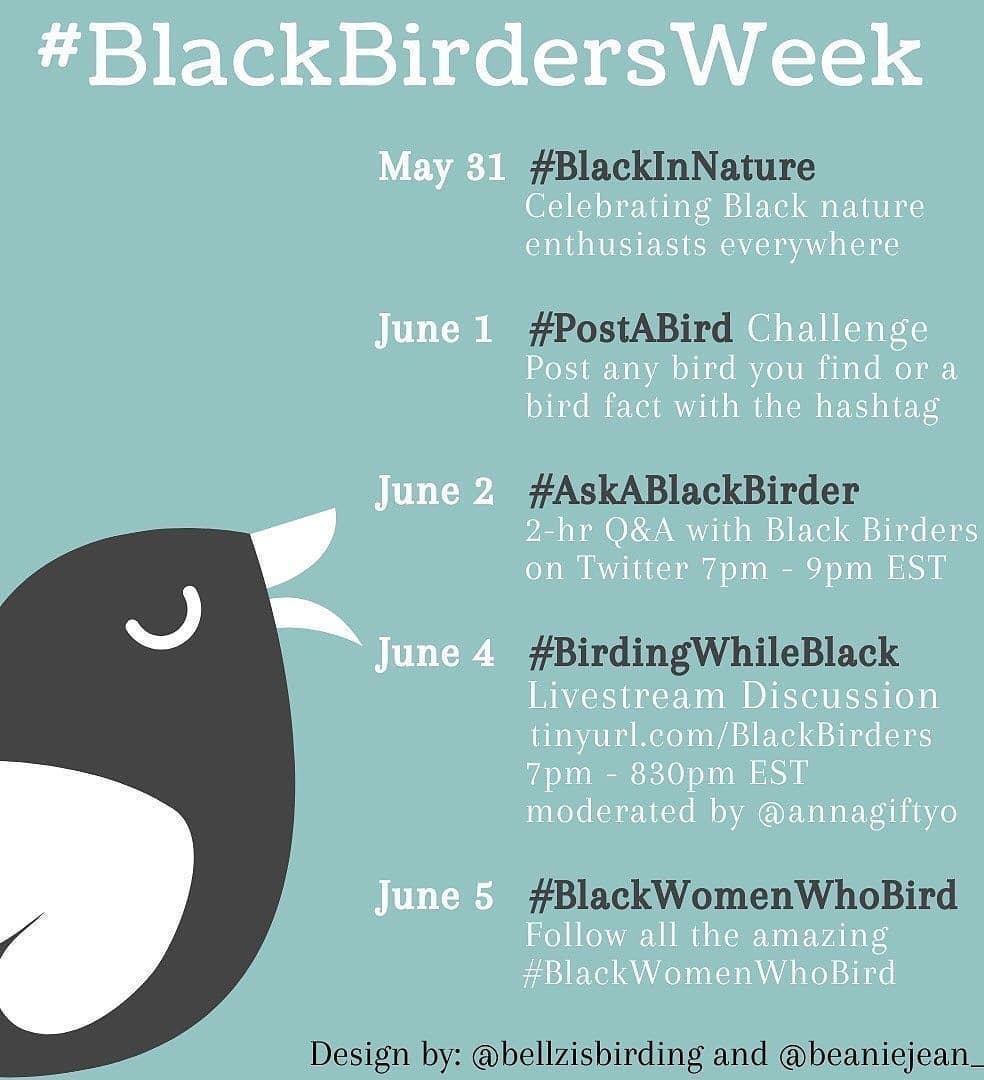 #BlackBirdersWeek
May 31 #BlackInNature
Celebrating Black nature
enthusiasts everywhere
June 1 #PostABird Challenge
Post any bird you find or a
bird fact with the hashtag
June 2 #AskABlackBirder
2-hr Q&A with Black Birders
on Twitter 7pm - 9pm EST
June 4 #BirdingWhileBlack
Livestream Discussion
tinyurl.com/BlackBirders
7pm - 830pm EST
moderated by @annagiftyo
June 5 #BlackWomenWhoBird
Follow all the amazing
#BlackWomenWhoBird
Design by: @bellzisbirding and @beaniejean_